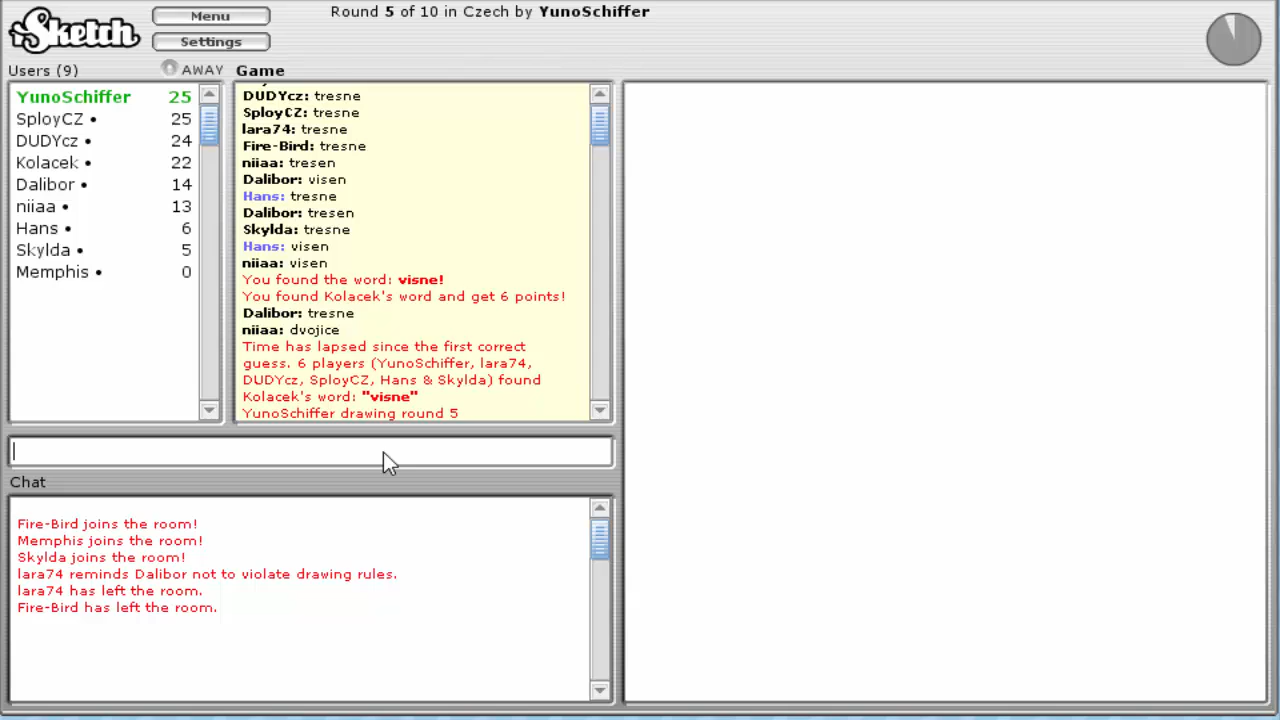 iSketch
Menu
Settings
Round 5 of 10 in Czech by YunoSchiffer
Users (9)
AWAY
YunoSchiffer 25
SployCZ • 25
DUDYcz • 24
Kolacek • 22
Dalibor • 14
niiaa • 13
Hans • 6
Skylda • 5
Memphis • 0
Game
DUDYcz: tresne
SployCZ: tresne
lara74: tresne
Fire-Bird: tresne
niiaa: tresen
Dalibor: visen
Hans: tresne
Dalibor: tresen
Skylda: tresne
Hans: visen
niiaa: visen
You found the word: visne!
You found Kolacek's word and get 6 points!
Dalibor: tresne
niiaa: dvojice
Time has lapsed since the first correct
guess. 6 players (YunoSchiffer, lara74,
DUDYcz, SployCZ, Hans & Skylda) found
Kolacek's word: "visne"
YunoSchiffer drawing round 5
Chat
Fire-Bird joins the room!
Memphis joins the room!
Skylda joins the room!
lara74 reminds Dalibor not to violate drawing rules.
lara74 has left the room.
Fire-Bird has left the room.